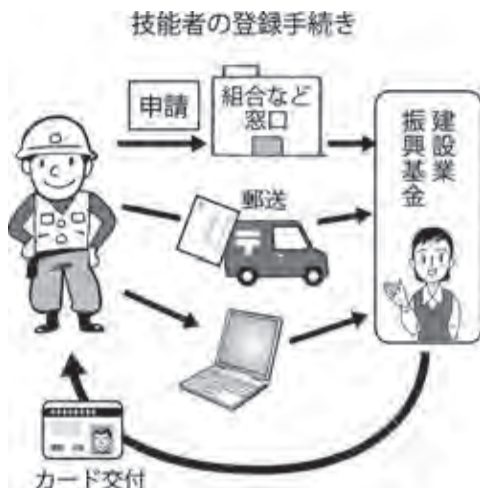 技能者の登録手続き
申請
組合など
窓口
郵送
建設業
振興基金
カード交付